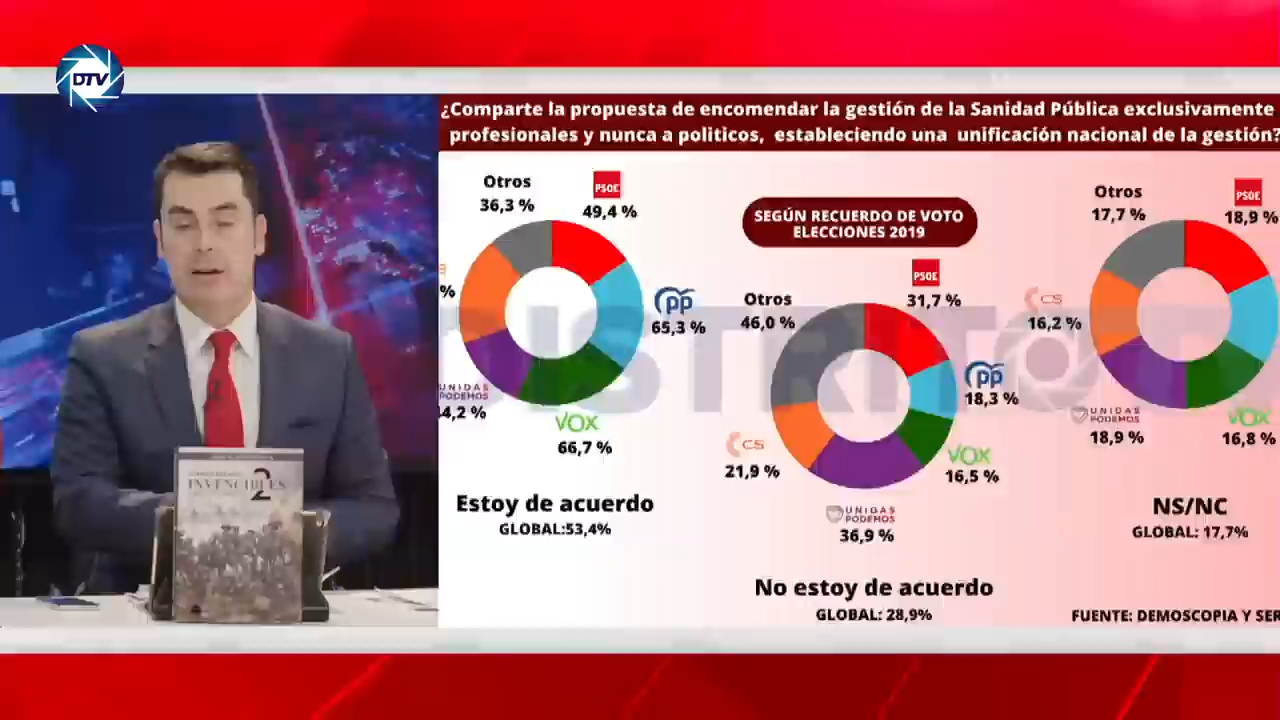 DTV
¿Comparte la propuesta de encomendar la gestión de la Sanidad Pública exclusivamente
profesionales y nunca a politicos, estableciendo una unificación nacional de la gestión?
SEGÚN RECUERDO DE VOTO
ELECCIONES 2019
Otros
36,3 %
PSOE
49,4 %
PP
65,3 %
VOX
66,7 %
UNIDAS
PODEMOS
4,2 %
%
Estoy de acuerdo
GLOBAL:53,4%
Otros
46,0 %
PSOE
31,7 %
PP
18,3 %
VOX
16,5 %
UNIDAS
PODEMOS
36,9 %
CS
21,9 %
No estoy de acuerdo
GLOBAL: 28,9%
Otros
17,7 %
PSOE
18,9 %
VOX
16,8 %
UNIDAS
PODEMOS
18,9 %
CS
16,2 %
NS/NC
GLOBAL: 17,7%
FUENTE: DEMOSCOPIA Y SER
DISTRITO
INVENCIBLES
2